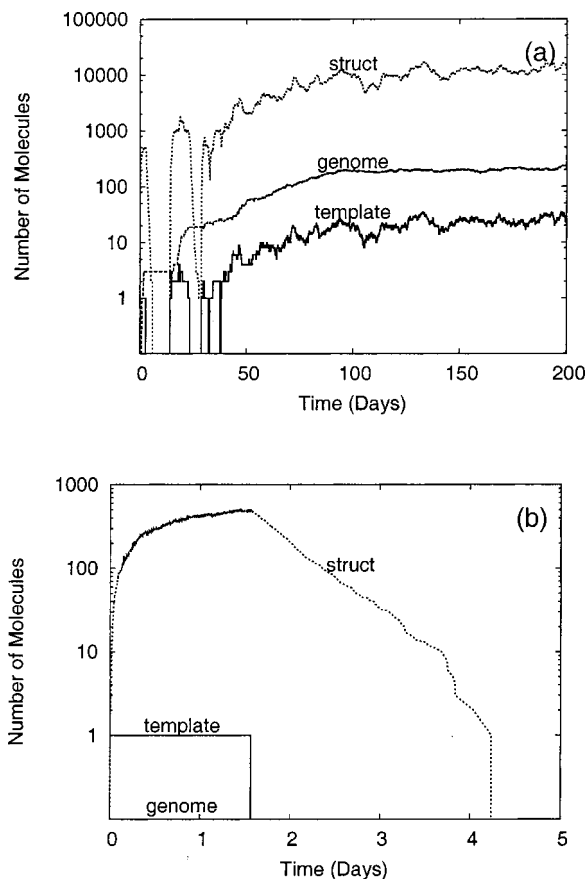 100000
10000
1000
100
10
1
Number of Molecules
(a)
struct
genome
template
0
50
100
150
200
Time (Days)
1000
100
10
1
Number of Molecules
(b)
struct
template
genome
0
1
2
3
4
5
Time (Days)